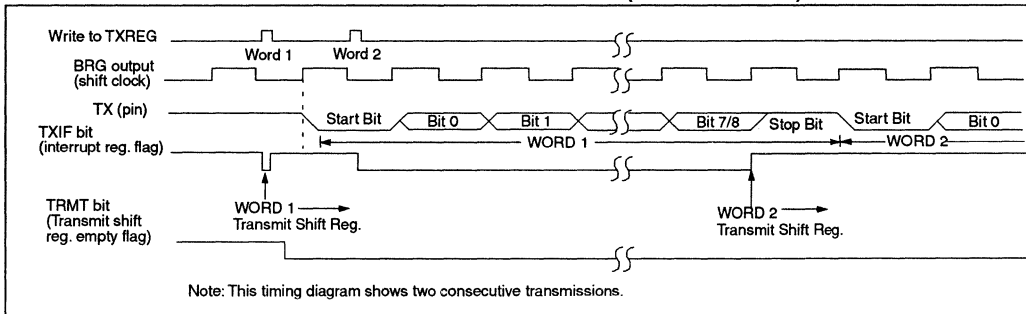 Write to TXREG
Word 1
Word 2
BRG output
(shift clock)
TX (pin)
Start Bit
Bit 0
Bit 1
Bit 7/8
Stop Bit
Start Bit
Bit 0
TXIF bit
(interrupt reg. flag)
WORD 1
WORD 2
TRMT bit
(Transmit shift
reg. empty flag)
WORD 1
Transmit Shift Reg.
WORD 2
Transmit Shift Reg.
Note: This timing diagram shows two consecutive transmissions.